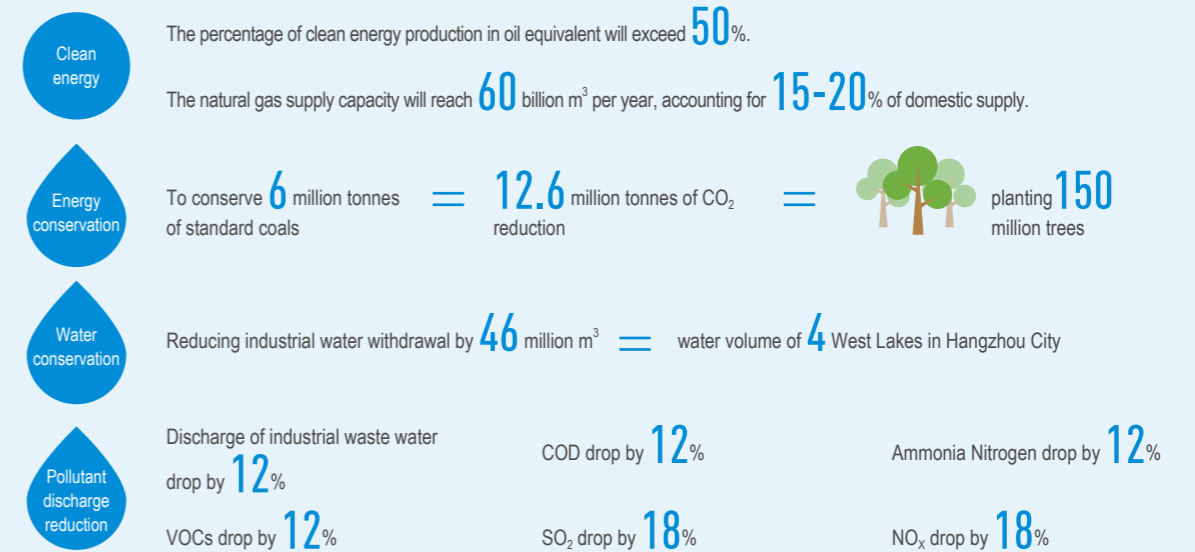 Clean
energy
The percentage of clean energy production in oil equivalent will exceed 50%.
The natural gas supply capacity will reach 60 billion m³ per year, accounting for 15-20% of domestic supply.
Energy
conservation
To conserve 6 million tonnes
of standard coals
=
12.6 million tonnes of CO₂
reduction
=
planting 150
million trees
Water
conservation
Reducing industrial water withdrawal by 46 million m³ = water volume of 4 West Lakes in Hangzhou City
Pollutant
discharge
reduction
Discharge of industrial waste water
drop by 12%
COD drop by 12%
Ammonia Nitrogen drop by 12%
VOCs drop by 12%
SO₂ drop by 18%
NOₓ drop by 18%